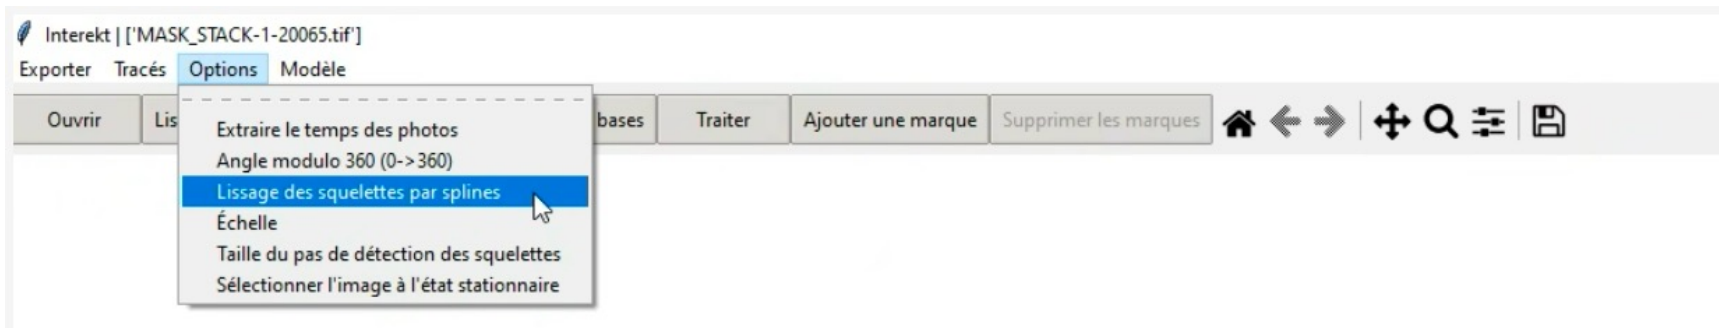 Interekt | ['MASK_STACK-1-20065.tif']
Exporter Tracés Options Modèle
Ouvrir Lis bases Traiter Ajouter une marque Supprimer les marques
Extraire le temps des photos
Angle modulo 360 (0->360)
Lissage des squelettes par splines
Échelle
Taille du pas de détection des squelettes
Sélectionner l'image à l'état stationnaire